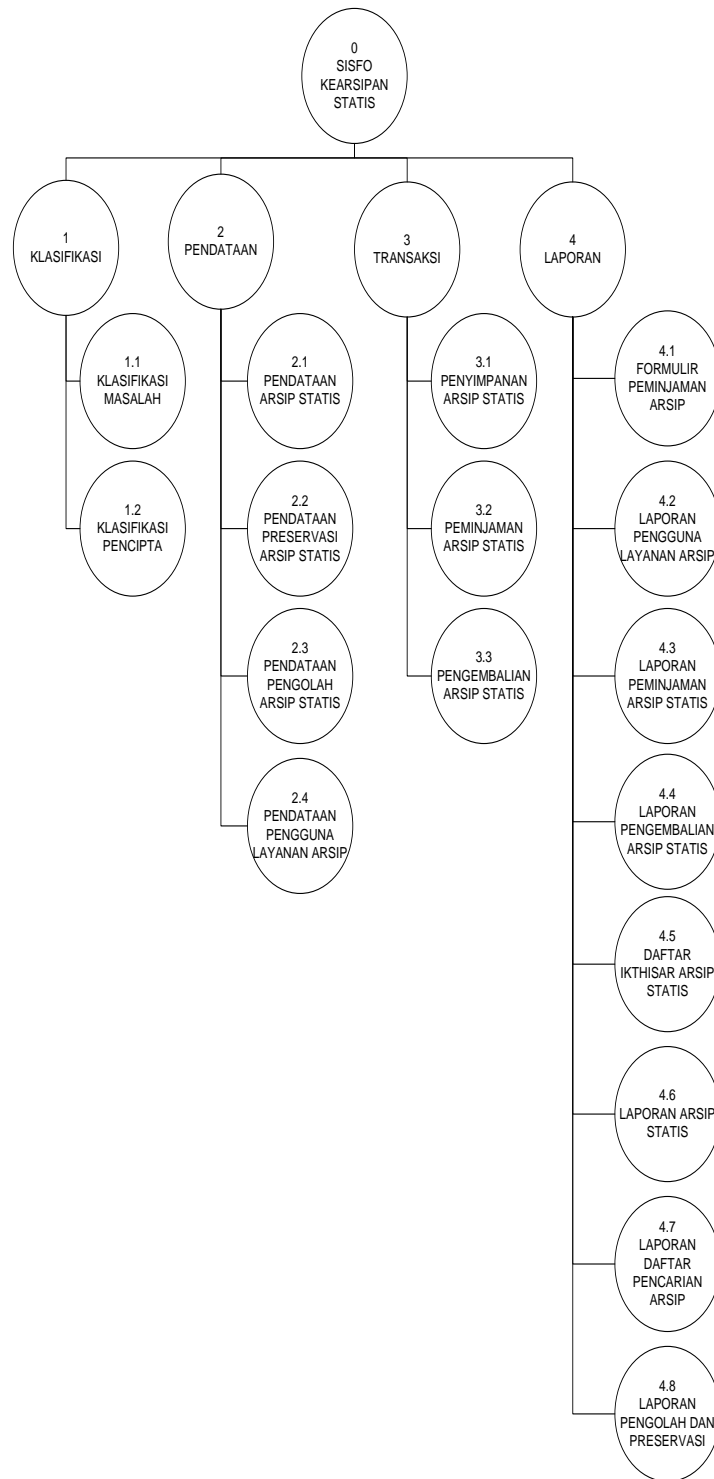 0
SISFO
KEARSIPAN
STATIS
1
KLASIFIKASI
2
PENDATAAN
3
TRANSAKSI
4
LAPORAN
1.1
KLASIFIKASI
MASALAH
1.2
KLASIFIKASI
PENCIPTA
2.1
PENDATAAN
ARSIP STATIS
2.2
PENDATAAN
PRESERVASI
ARSIP STATIS
2.3
PENDATAAN
PENGOLAH
ARSIP STATIS
2.4
PENDATAAN
PENGGUNA
LAYANAN ARSIP
3.1
PENYIMPANAN
ARSIP STATIS
3.2
PEMINJAMAN
ARSIP STATIS
3.3
PENGEMBALIAN
ARSIP STATIS
4.1
FORMULIR
PEMINJAMAN
ARSIP
4.2
LAPORAN
PENGGUNA
LAYANAN ARSIP
4.3
LAPORAN
PEMINJAMAN
ARSIP STATIS
4.4
LAPORAN
PENGEMBALIAN
ARSIP STATIS
4.5
DAFTAR
IKTHISAR ARSIP
STATIS
4.6
LAPORAN ARSIP
STATIS
4.7
LAPORAN
DAFTAR
PENCARIAN
ARSIP
4.8
LAPORAN
PENGOLAH DAN
PRESERVASI